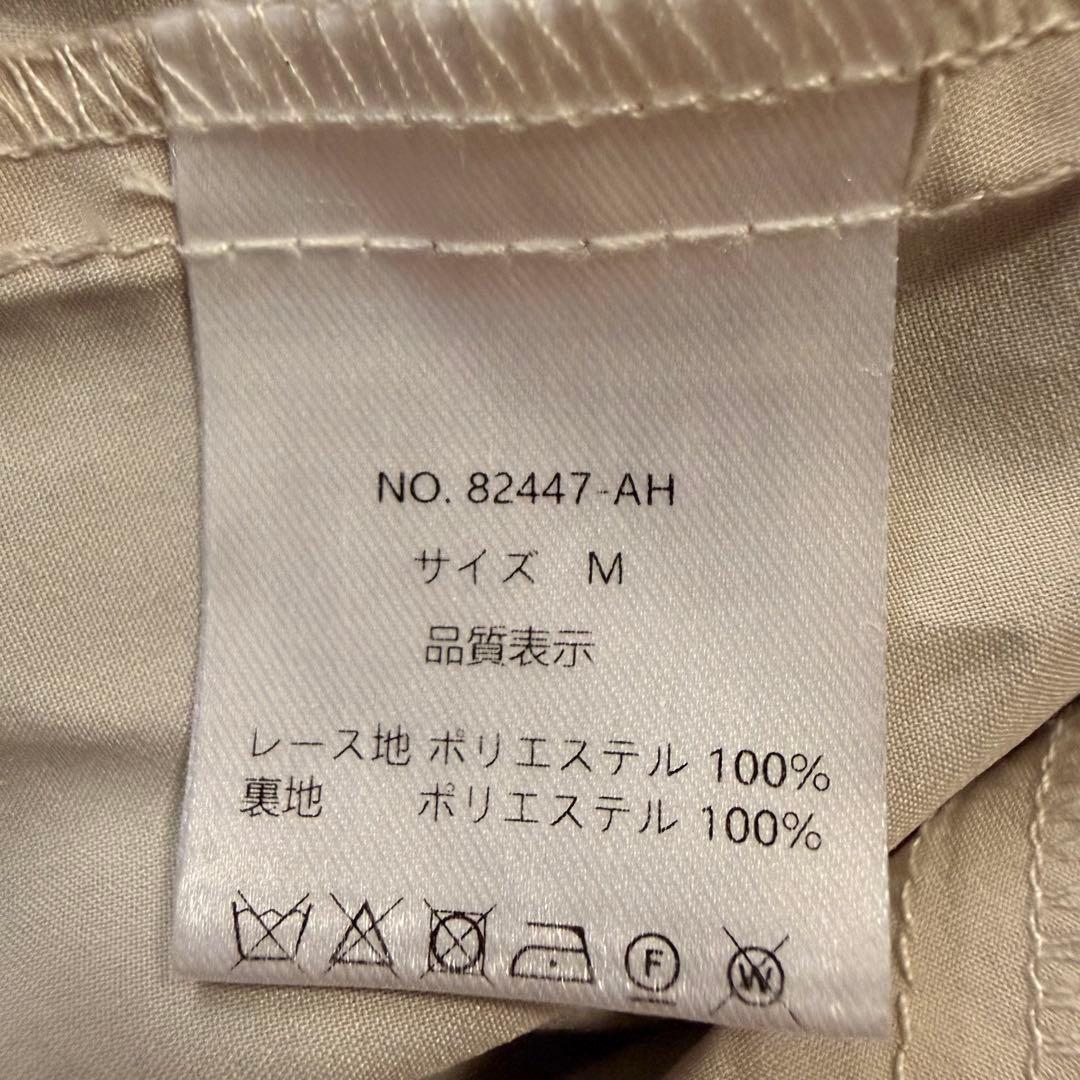 NO. 82447-AH
サイズ M
品質表示
レース地 ポリエステル 100%
裏地 ポリエステル 100%
F W